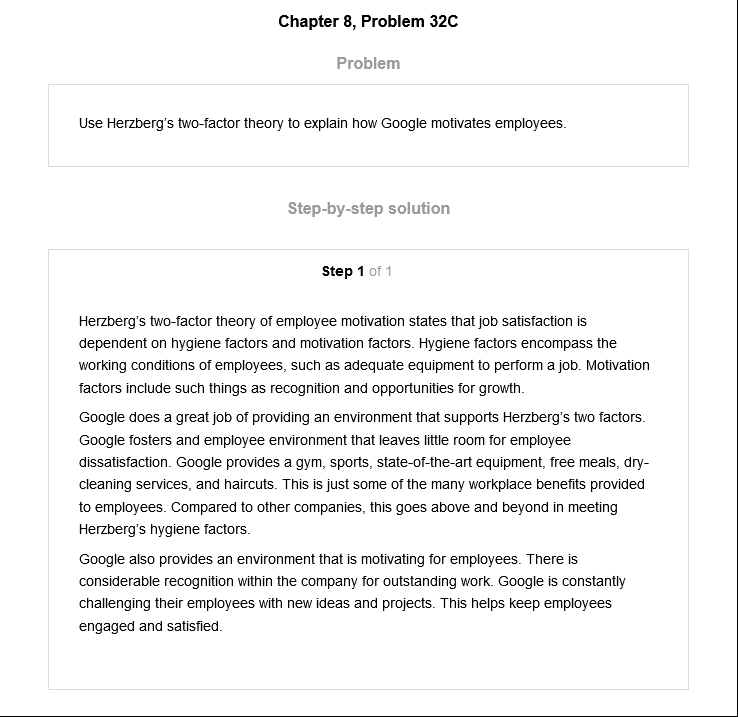 Chapter 8, Problem 32C
Problem
Use Herzberg's two-factor theory to explain how Google motivates employees.
Step-by-step solution
Step 1 of 1
Herzberg's two-factor theory of employee motivation states that job satisfaction is
dependent on hygiene factors and motivation factors. Hygiene factors encompass the
working conditions of employees, such as adequate equipment to perform a job. Motivation
factors include such things as recognition and opportunities for growth.
Google does a great job of providing an environment that supports Herzberg's two factors.
Google fosters and employee environment that leaves little room for employee
dissatisfaction. Google provides a gym, sports, state-of-the-art equipment, free meals, dry-
cleaning services, and haircuts. This is just some of the many workplace benefits provided
to employees. Compared to other companies, this goes above and beyond in meeting
Herzberg's hygiene factors.
Google also provides an environment that is motivating for employees. There is
considerable recognition within the company for outstanding work. Google is constantly
challenging their employees with new ideas and projects. This helps keep employees
engaged and satisfied.